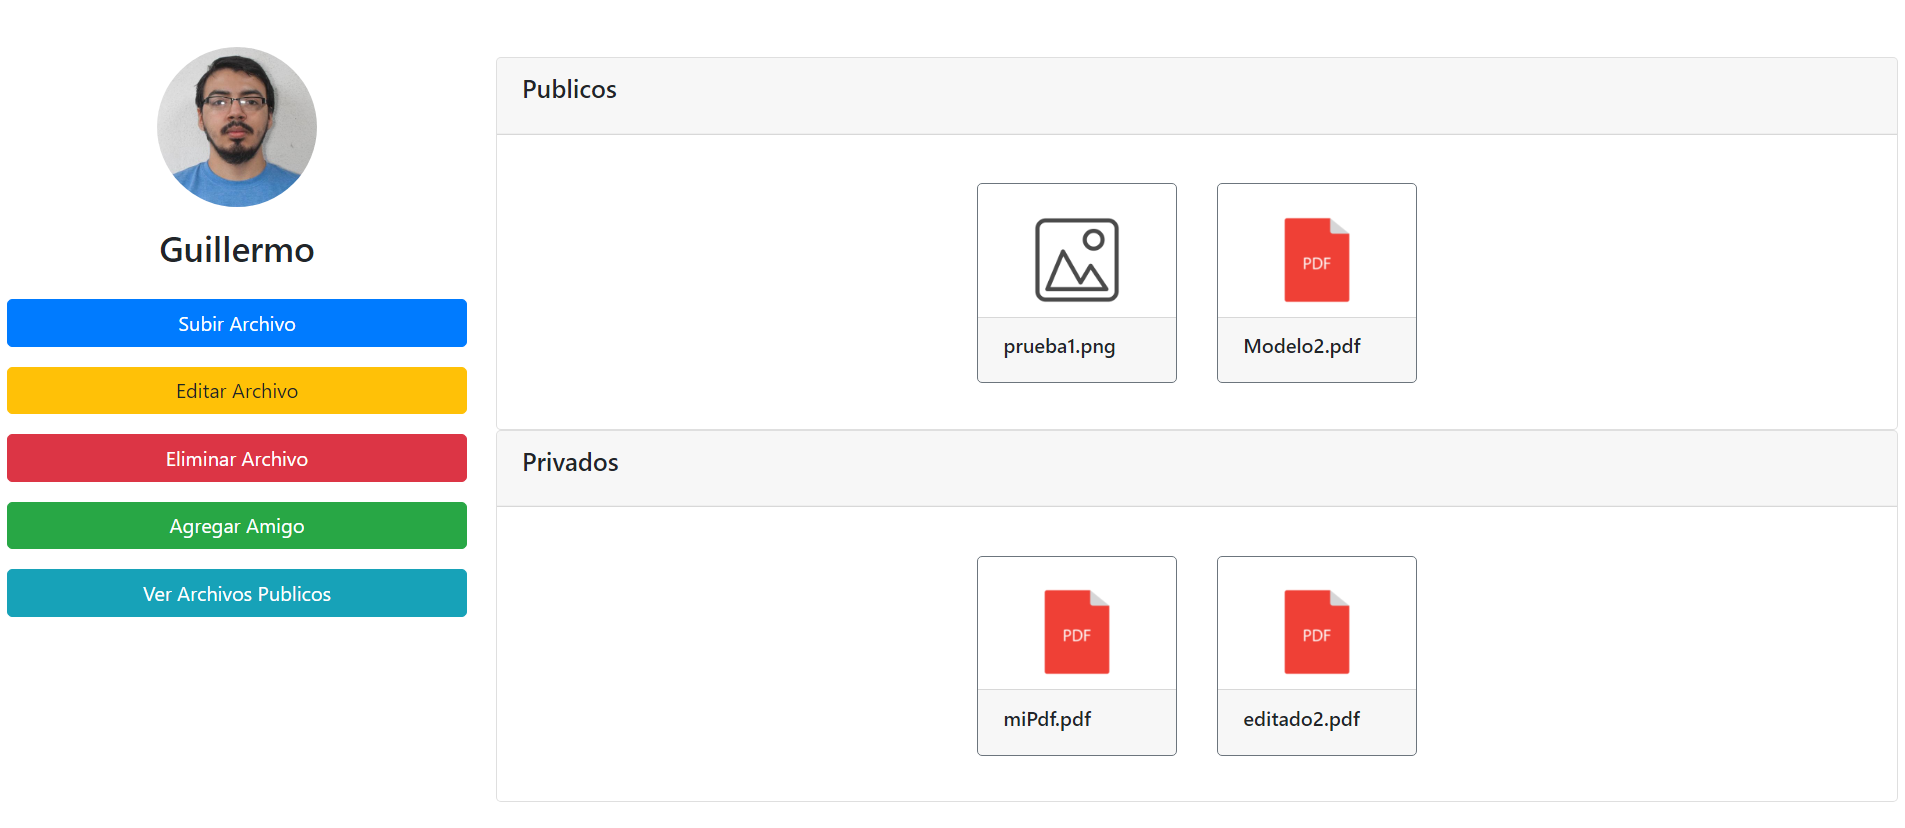 Guillermo
Subir Archivo
Editar Archivo
Eliminar Archivo
Agregar Amigo
Ver Archivos Publicos
Publicos
PDF
prueba1.png
Modelo2.pdf
Privados
PDF
PDF
miPdf.pdf
editado2.pdf